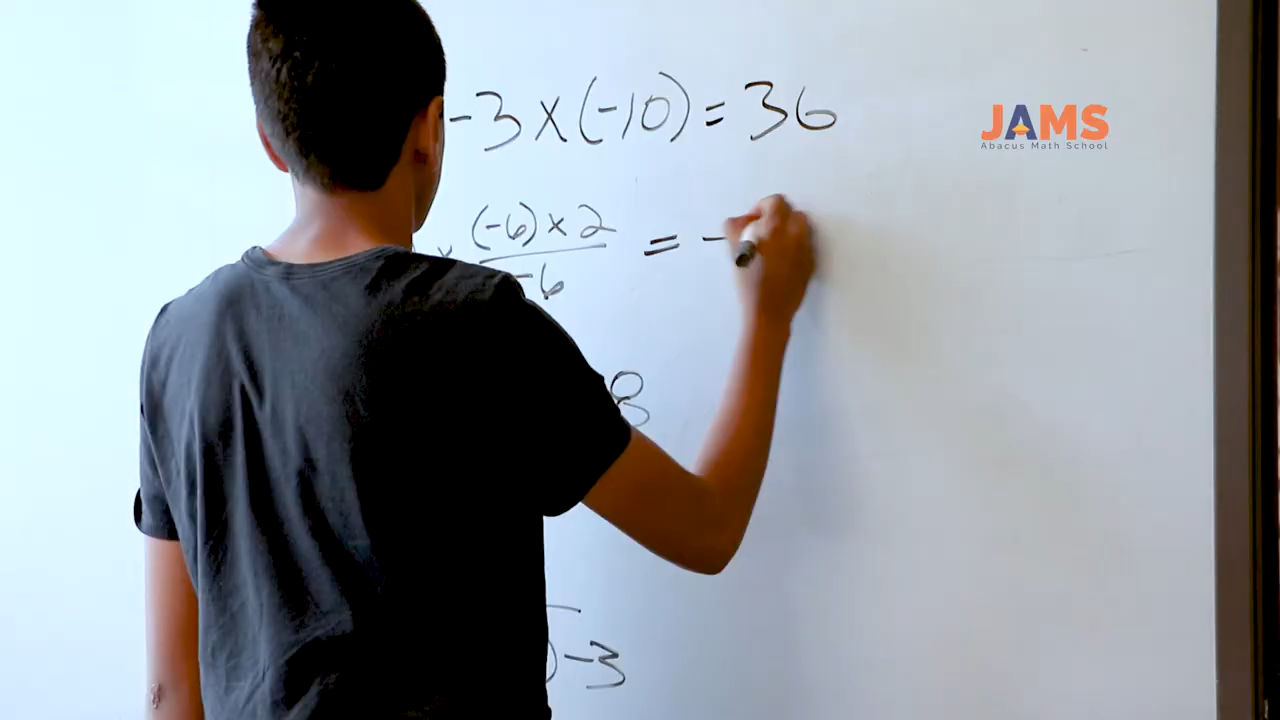 -3 x (-10) = 36
JAMS
Abacus Math School
x (-6) x 2 = -
-6
8
-3